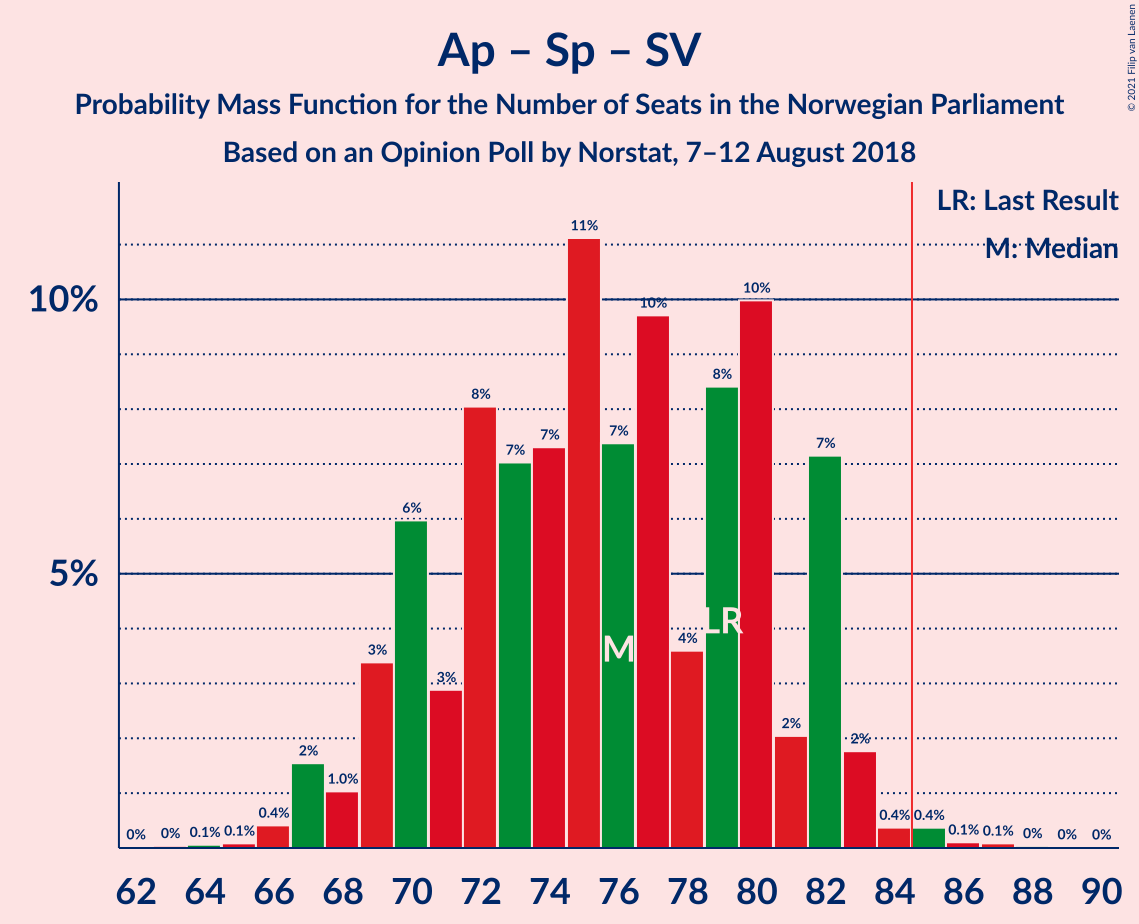 Ap – Sp – SV
Probability Mass Function for the Number of Seats in the Norwegian Parliament
Based on an Opinion Poll by Norstat, 7–12 August 2018
© 2021 Filip van Laenen
LR: Last Result
M: Median
10%
5%
0% 0% 0.1% 0.1% 0.4% 2% 1.0% 3% 6% 3% 8% 7% 7% 11% 7% 10% 4% 8% 10% 2% 7% 2% 0.4% 0.4% 0.1% 0.1% 0% 0% 0%
M LR
62 64 66 68 70 72 74 76 78 80 82 84 86 88 90